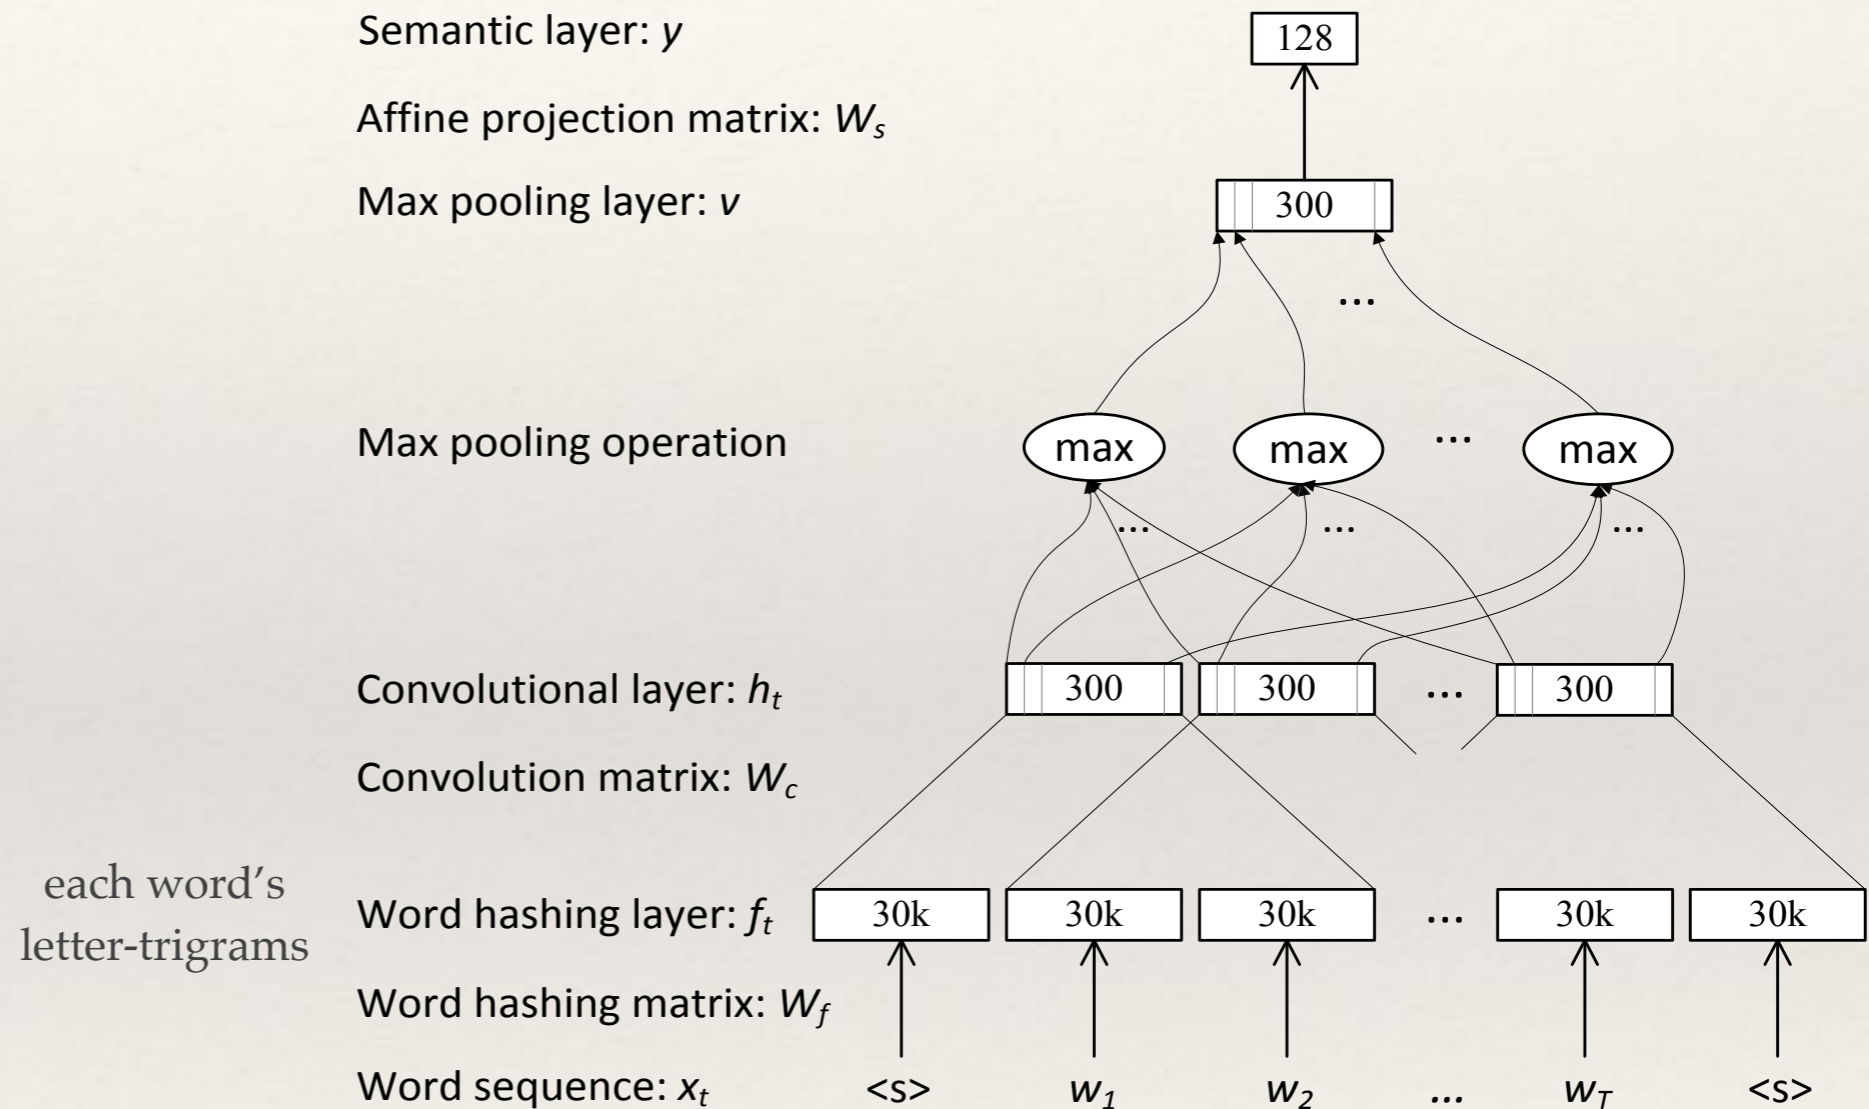 Semantic layer: y
128
Affine projection matrix: Ws
Max pooling layer: v
300
...
Max pooling operation
max max ... max
... ... ...
Convolutional layer: ht
300 300 ... 300
Convolution matrix: Wc
each word’s
letter-trigrams
Word hashing layer: ft
30k 30k 30k ... 30k 30k
Word hashing matrix: Wf
Word sequence: xt
<s> w1 w2 ... wT <s>